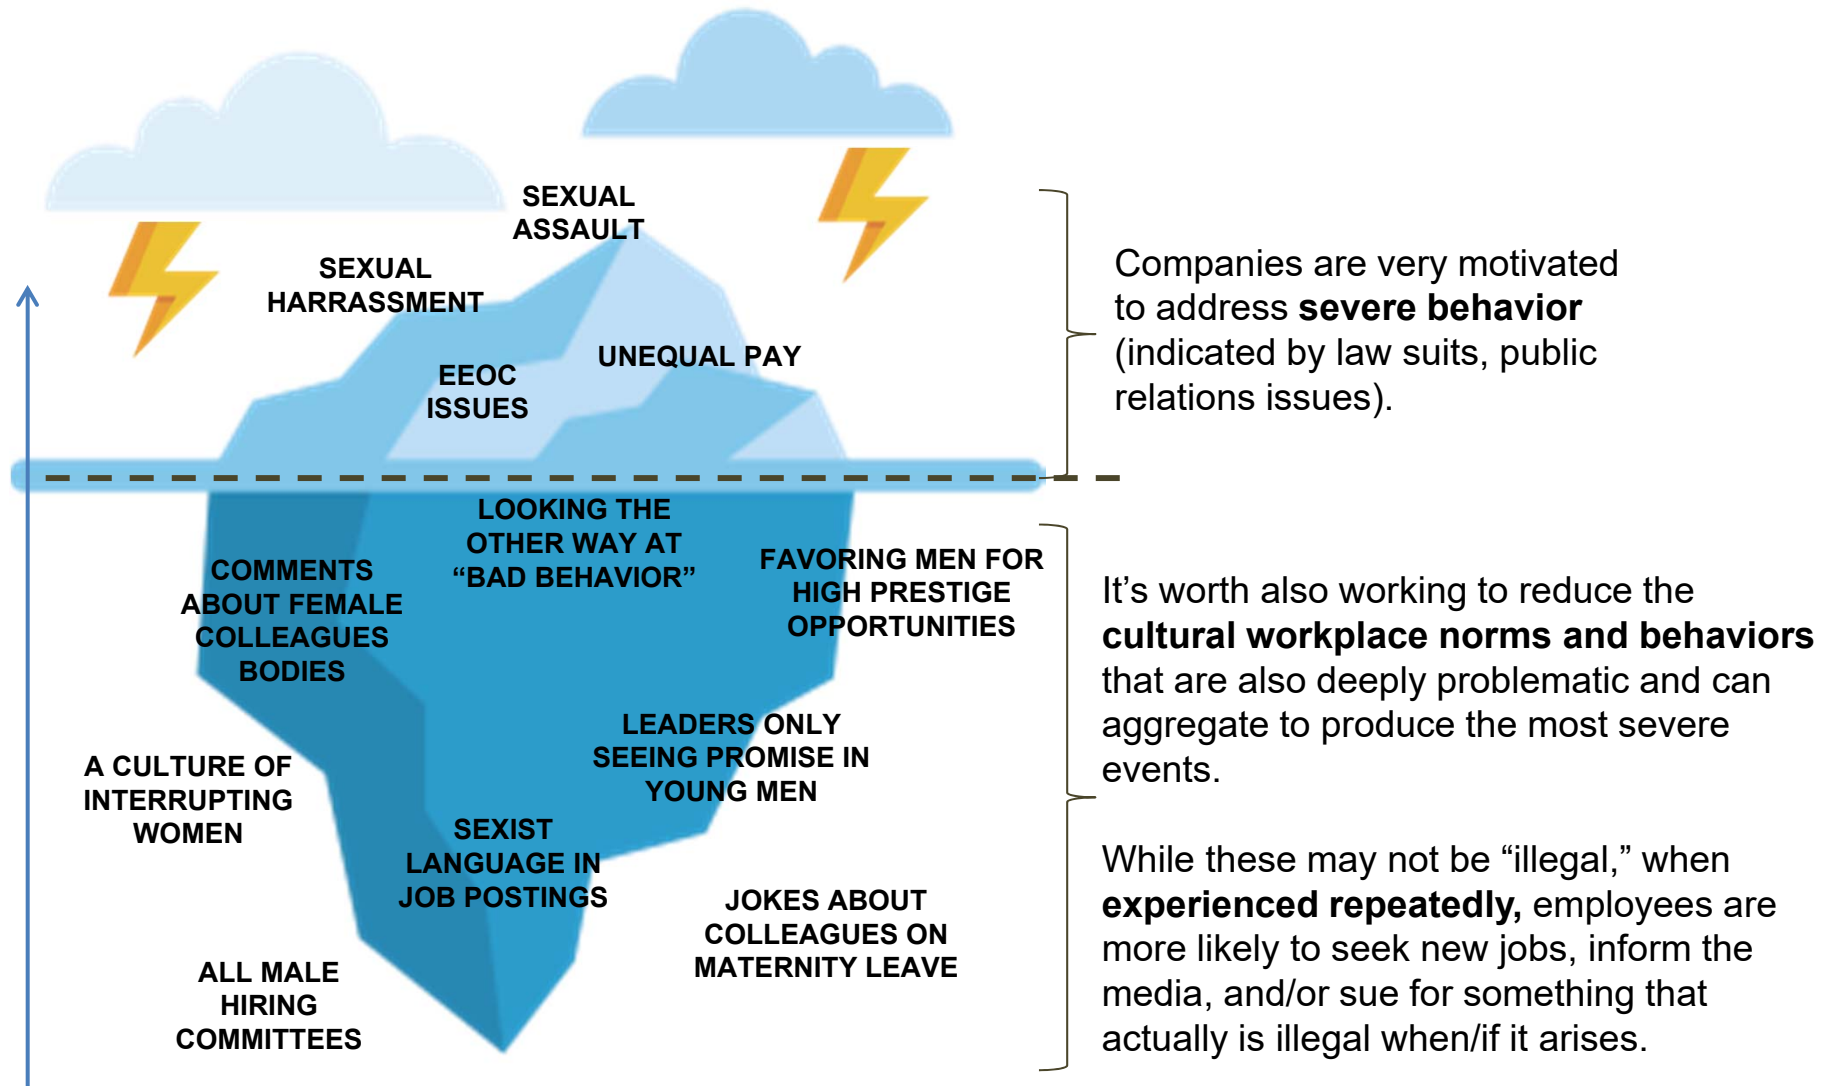 SEXUAL
ASSAULT
SEXUAL
HARRASSMENT
UNEQUAL PAY
EEOC
ISSUES
Companies are very motivated
to address severe behavior
(indicated by law suits, public
relations issues).
LOOKING THE
OTHER WAY AT
“BAD BEHAVIOR”
COMMENTS
ABOUT FEMALE
COLLEAGUES
BODIES
FAVORING MEN FOR
HIGH PRESTIGE
OPPORTUNITIES
LEADERS ONLY
SEEING PROMISE IN
YOUNG MEN
A CULTURE OF
INTERRUPTING
WOMEN
SEXIST
LANGUAGE IN
JOB POSTINGS
JOKES ABOUT
COLLEAGUES ON
MATERNITY LEAVE
ALL MALE
HIRING
COMMITTEES
It’s worth also working to reduce the
cultural workplace norms and behaviors
that are also deeply problematic and can
aggregate to produce the most severe
events.
While these may not be “illegal,” when
experienced repeatedly, employees are
more likely to seek new jobs, inform the
media, and/or sue for something that
actually is illegal when/if it arises.